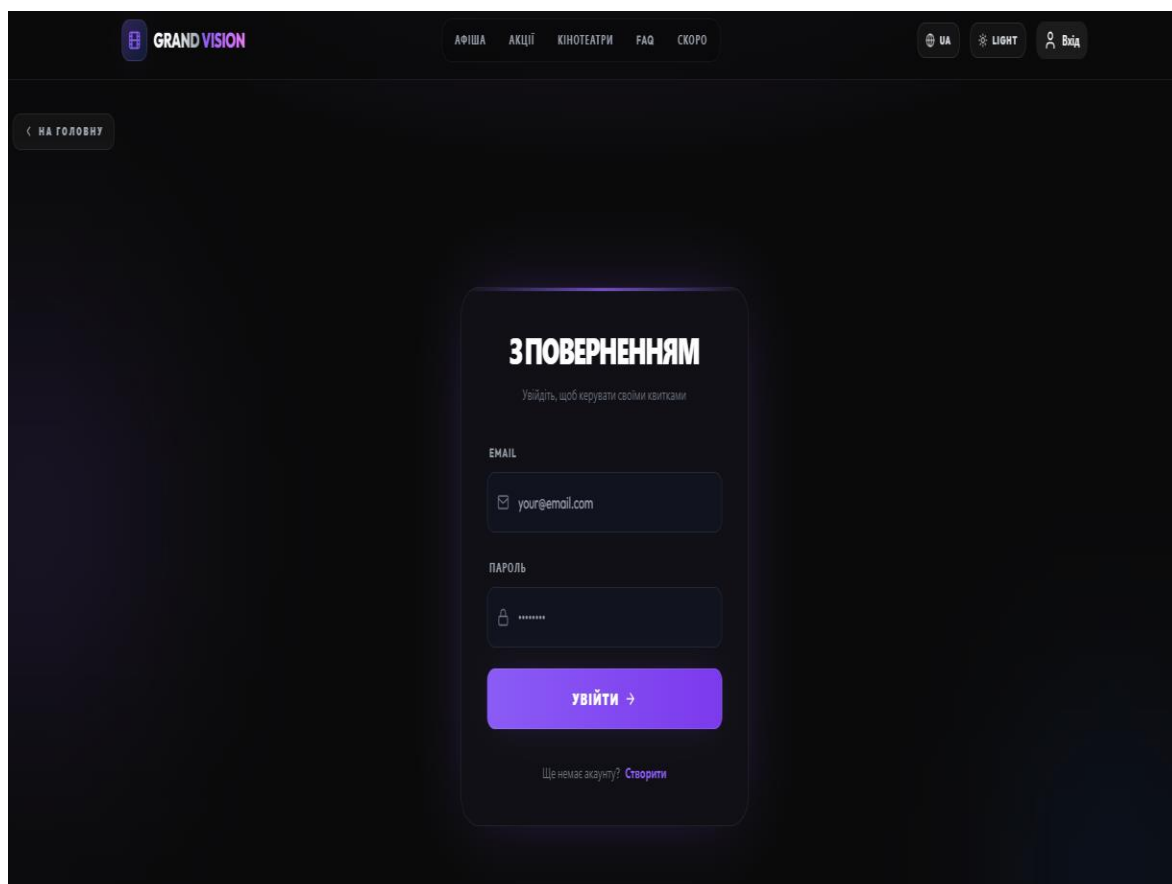 GRAND VISION
АФІША АКЦІЇ КІНОТЕАТРИ FAQ СКОРО
UA LIGHT Вхід
НА ГОЛОВНУ
З ПОВЕРНЕННЯМ
Увійдіть, щоб керувати своїми квитками
EMAIL
your@email.com
ПАРОЛЬ
••••••••
УВІЙТИ →
Ще немає акаунту? Створити